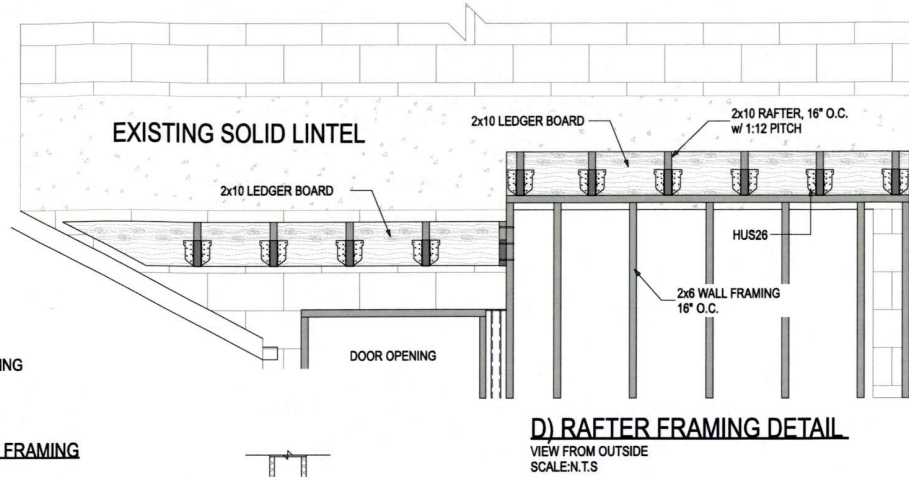 EXISTING SOLID LINTEL
2x10 LEDGER BOARD
2x10 RAFTER, 16" O.C.
w/ 1:12 PITCH
2x10 LEDGER BOARD
HUS26
2x6 WALL FRAMING
16" O.C.
DOOR OPENING
FRAMING
D) RAFTER FRAMING DETAIL
VIEW FROM OUTSIDE
SCALE:N.T.S